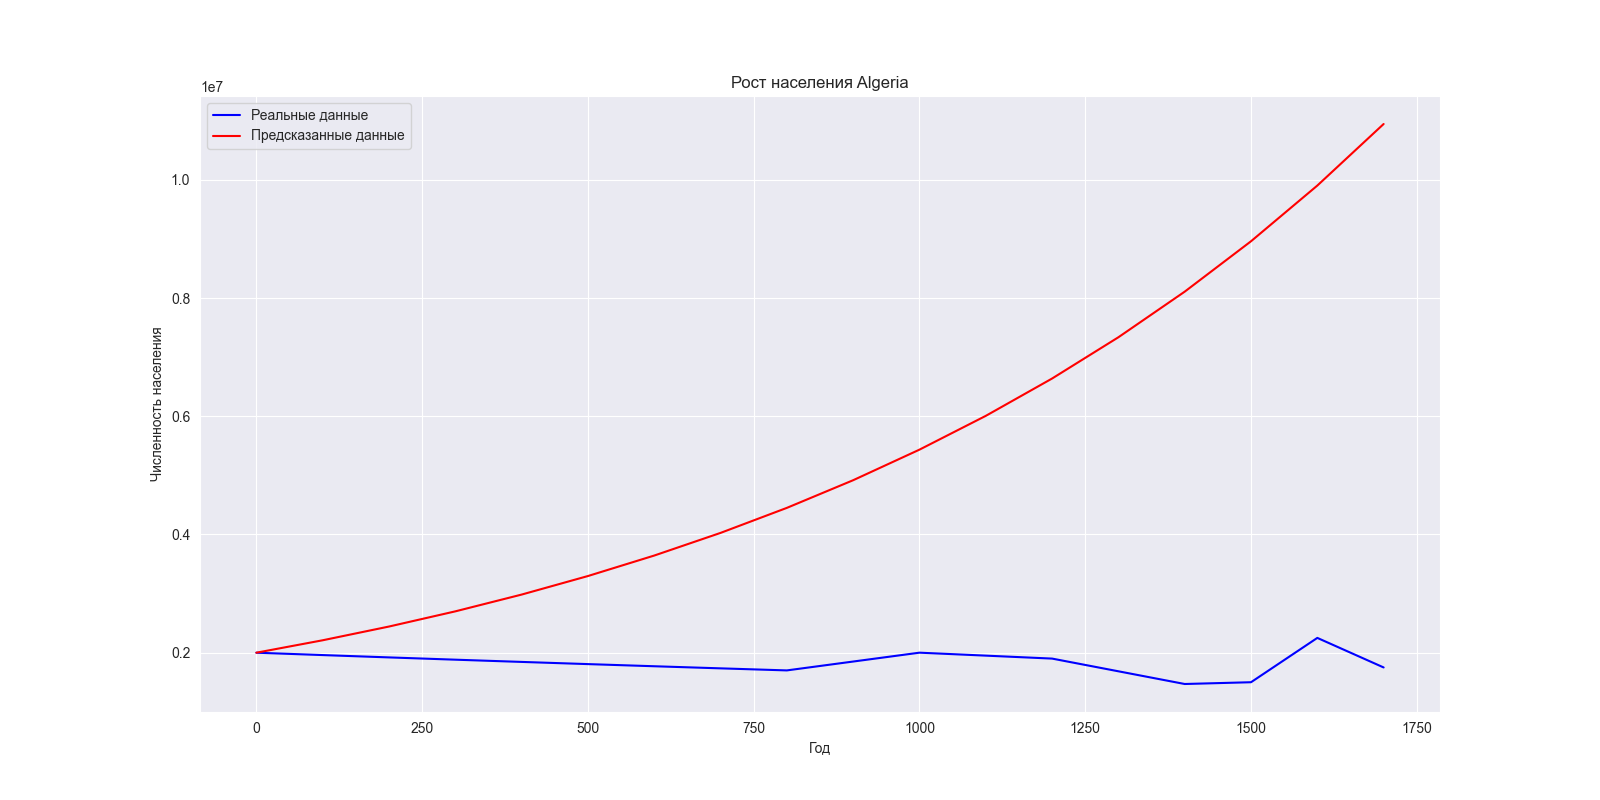 Рост населения Algeria
1e7
Реальные данные
Предсказанные данные
1.0
0.8
0.6
0.4
0.2
Численность населения
0 250 500 750 1000 1250 1500 1750
Год